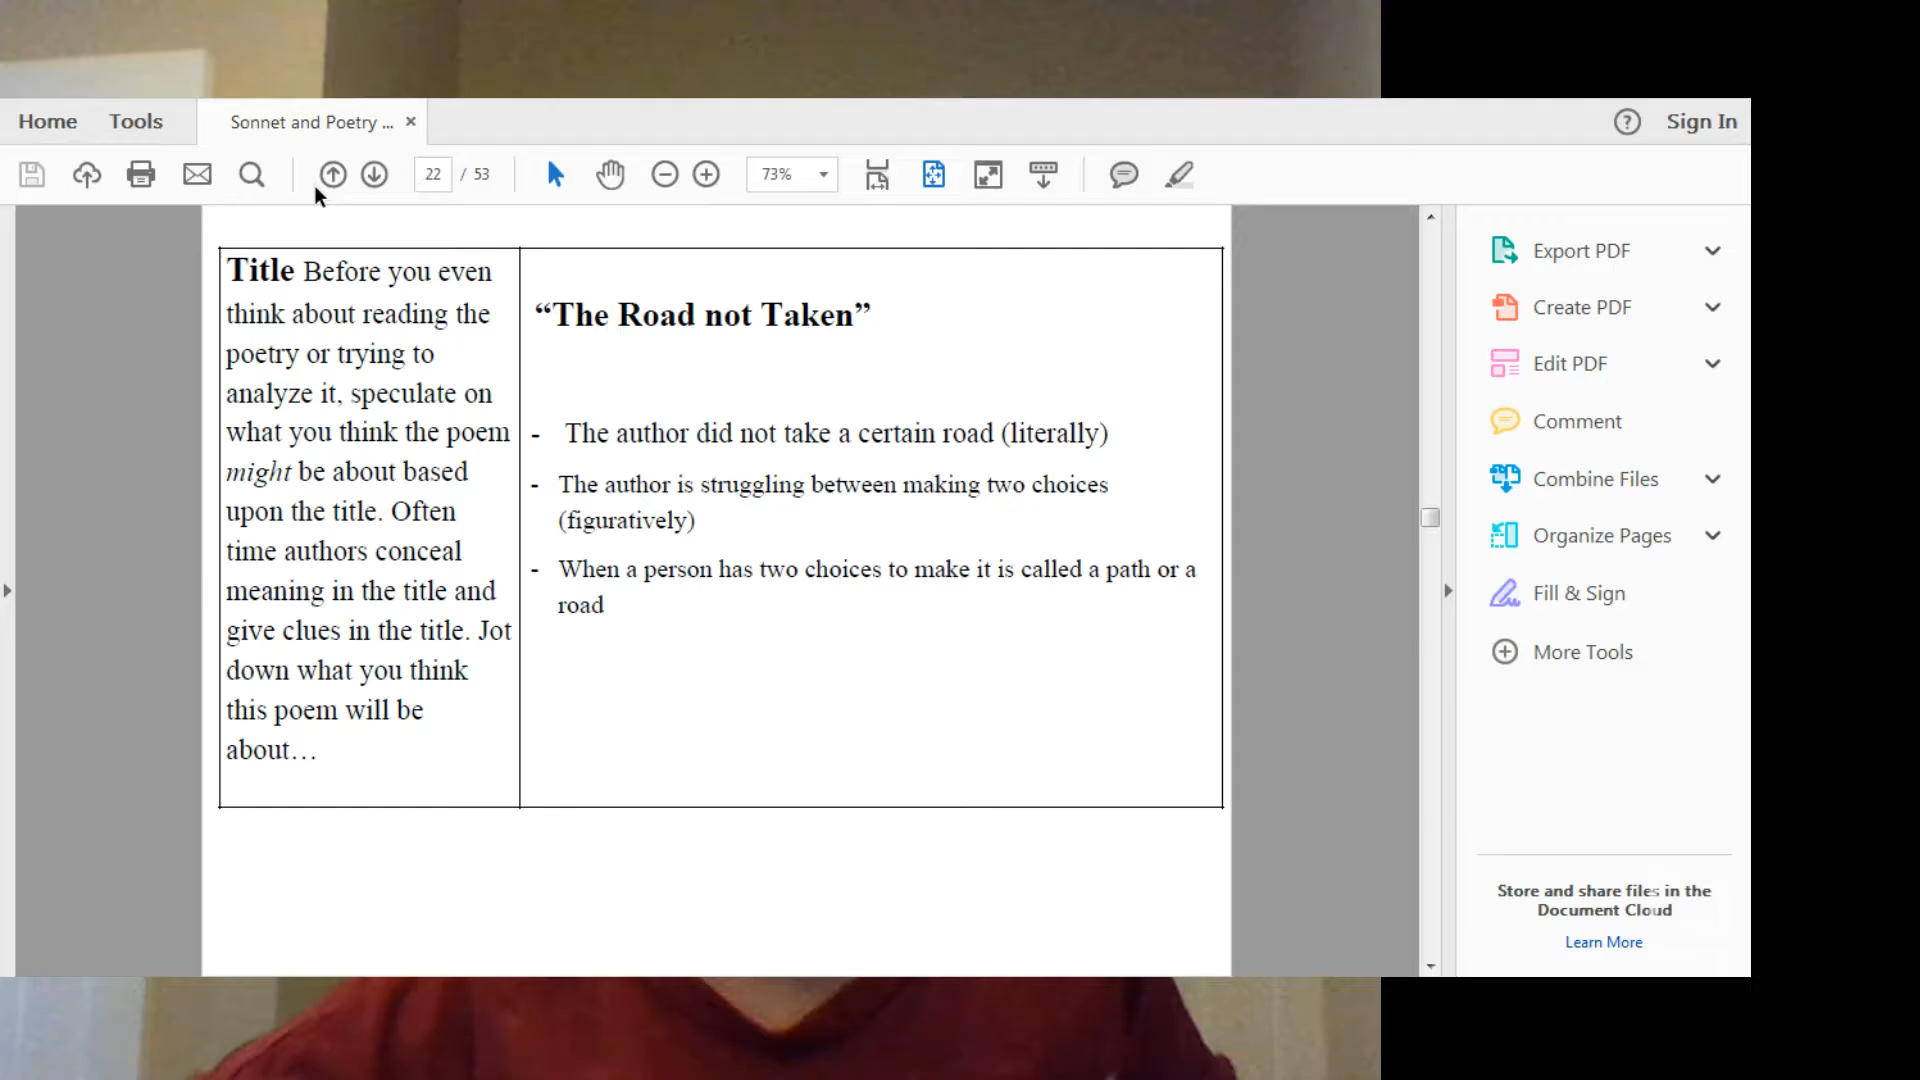 Home Tools Sonnet and Poetry ... × ? Sign In
22 / 53 73%
Title Before you even
think about reading the
poetry or trying to
analyze it, speculate on
what you think the poem
might be about based
upon the title. Often
time authors conceal
meaning in the title and
give clues in the title. Jot
down what you think
this poem will be
about…
“The Road not Taken”
- The author did not take a certain road (literally)
- The author is struggling between making two choices
(figuratively)
- When a person has two choices to make it is called a path or a
road
Export PDF
Create PDF
Edit PDF
Comment
Combine Files
Organize Pages
Fill & Sign
More Tools
Store and share files in the
Document Cloud
Learn More